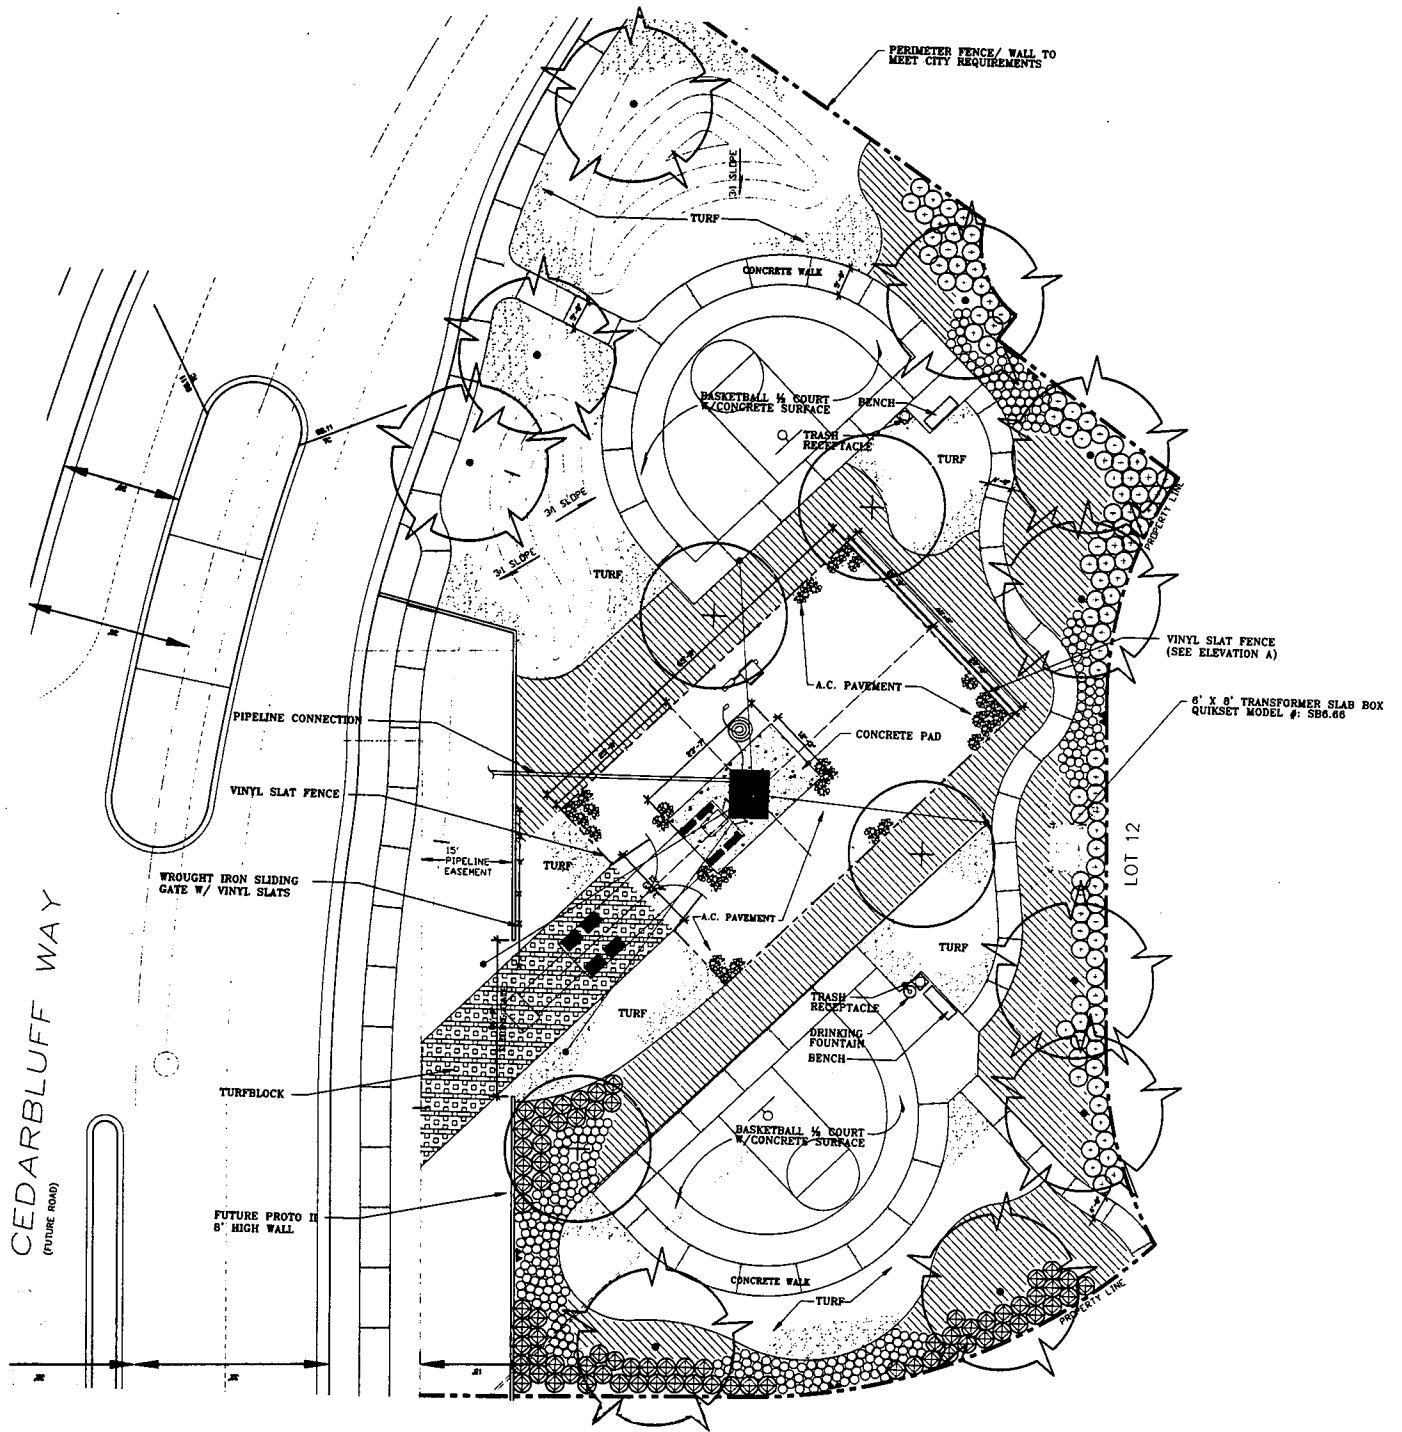 PERIMETER FENCE/ WALL TO
MEET CITY REQUIREMENTS
3:1 SLOPE
TURF
CONCRETE WALK
BASKETBALL ½ COURT
W/CONCRETE SURFACE
BENCH
TRASH
RECEPTACLE
TURF
3:1 SLOPE
3:1 SLOPE
TURF
PROPERTY LINE
VINYL SLAT FENCE
(SEE ELEVATION A)
A.C. PAVEMENT
6' X 8' TRANSFORMER SLAB BOX
QUIKSET MODEL #: SB6.66
PIPELINE CONNECTION
CONCRETE PAD
VINYL SLAT FENCE
LOT 12
15'
PIPELINE
EASEMENT
TURF
WROUGHT IRON SLIDING
GATE W/ VINYL SLATS
A.C. PAVEMENT
TURF
TRASH
RECEPTACLE
TURF
DRINKING
FOUNTAIN
BENCH
TURFBLOCK
BASKETBALL ½ COURT
W/CONCRETE SURFACE
CEDARBLUFF WAY
(FUTURE ROAD)
FUTURE PROTO II
8' HIGH WALL
CONCRETE WALK
TURF
PROPERTY LINE